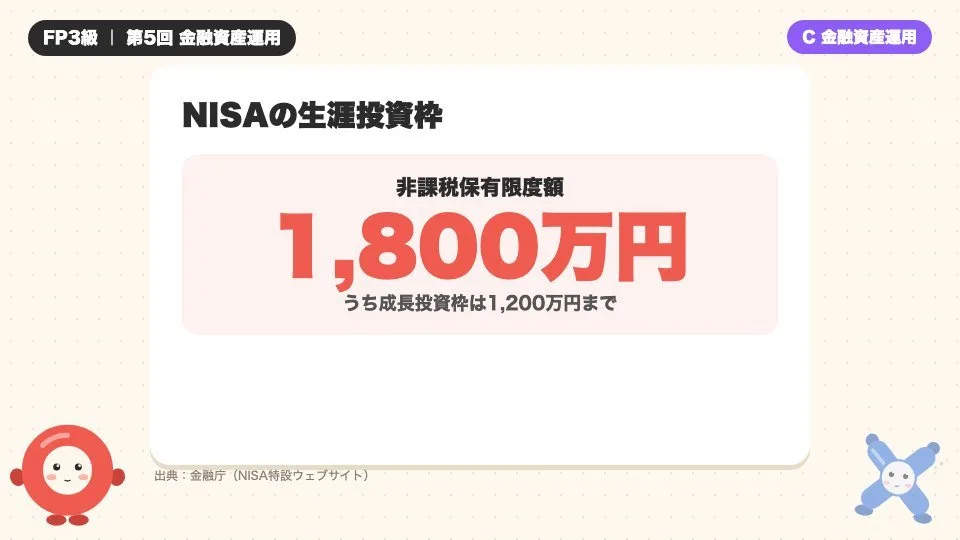 FP3級 | 第5回 金融資産運用
C 金融資産運用
NISAの生涯投資枠
非課税保有限度額
1,800万円
うち成長投資枠は1,200万円まで
出典：金融庁（NISA特設ウェブサイト）